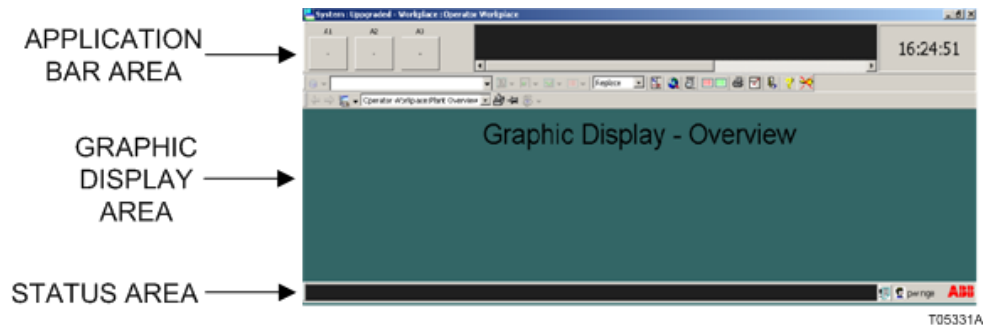 System : Upgraded - Workplace : Operator Workplace
A1 A2 A3
APPLICATION
BAR AREA
16:24:51
Replace
Operator Workplace:Plant Overview
Graphic Display - Overview
GRAPHIC
DISPLAY
AREA
STATUS AREA
pwrnge ABB
T05331A